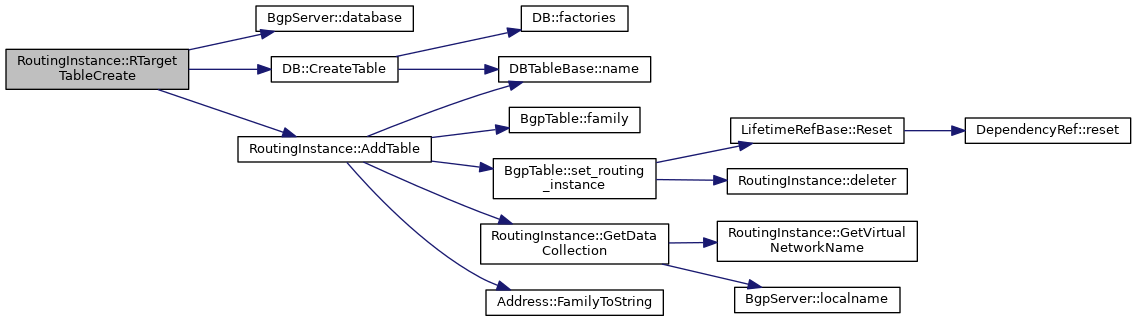 RoutingInstance::RTarget
TableCreate
BgpServer::database
DB::CreateTable
DB::factories
DBTableBase::name
RoutingInstance::AddTable
BgpTable::family
BgpTable::set_routing
_instance
LifetimeRefBase::Reset
DependencyRef::reset
RoutingInstance::deleter
RoutingInstance::GetData
Collection
RoutingInstance::GetVirtual
NetworkName
BgpServer::localname
Address::FamilyToString